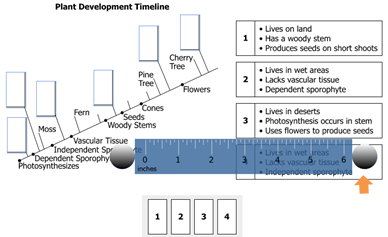 Plant Development Timeline
Cherry
Tree
Pine
Tree
Flowers
Fern
Cones
Seeds
Moss
Woody Stems
Vascular Tissue
Independent Sporophyte
Dependent Sporophyte
Photosynthesizes
1
• Lives on land
• Has a woody stem
• Produces seeds on short shoots
2
• Lives in wet areas
• Lacks vascular tissue
• Dependent sporophyte
3
• Lives in deserts
• Photosynthesis occurs in stem
• Uses flowers to produce seeds
• Lives in wet areas
• Lacks vascular tissue
• Independent sporophyte
0 1 2 3 4 5 6
inches
1 2 3 4